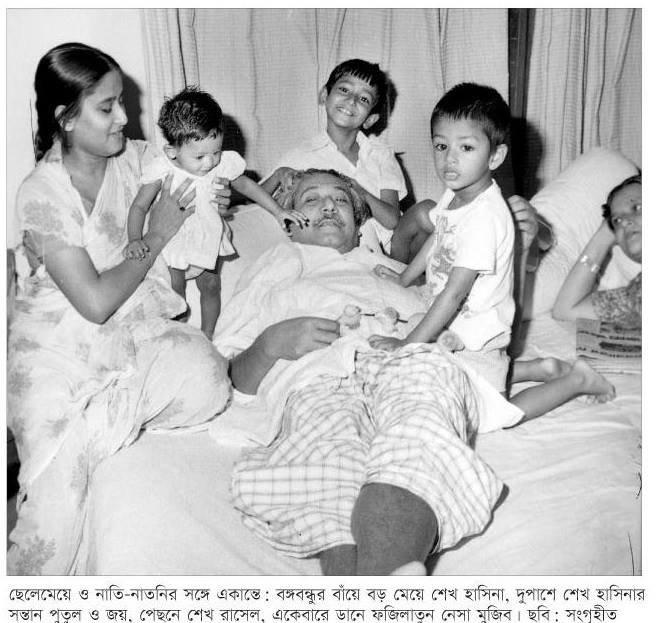 ছেলেমেয়ে ও নাতি-নাতনির সঙ্গে একান্তে : বঙ্গবন্ধুর বাঁয়ে বড় মেয়ে শেখ হাসিনা, দুপাশে শেখ হাসিনার
সন্তান পুতুল ও জয়, পেছনে শেখ রাসেল, একেবারে ডানে ফজিলাতুন নেসা মুজিব। ছবি : সংগৃহীত